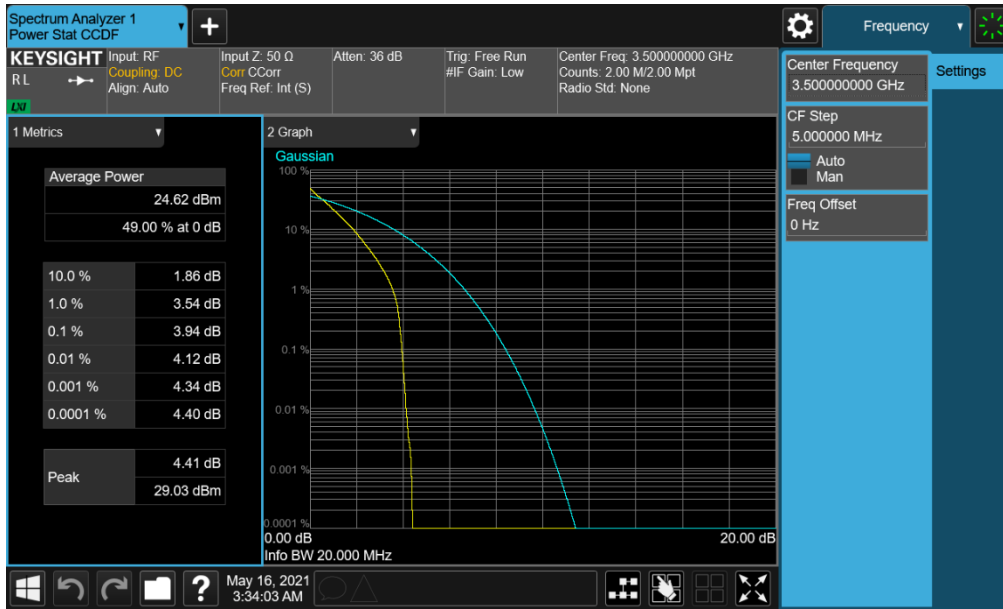 Spectrum Analyzer 1
Power Stat CCDF
Frequency
KEYSIGHT
R L
LXI
Input: RF
Coupling: DC
Align: Auto
Input Z: 50 Ω
Corr CCorr
Freq Ref: Int (S)
Atten: 36 dB
Trig: Free Run
#IF Gain: Low
Center Freq: 3.500000000 GHz
Counts: 2.00 M/2.00 Mpt
Radio Std: None
Center Frequency
3.500000000 GHz
Settings
CF Step
5.000000 MHz
Auto
Man
Freq Offset
0 Hz
1 Metrics
Average Power
24.62 dBm
49.00 % at 0 dB
10.0 % 1.86 dB
1.0 % 3.54 dB
0.1 % 3.94 dB
0.01 % 4.12 dB
0.001 % 4.34 dB
0.0001 % 4.40 dB
Peak
4.41 dB
29.03 dBm
2 Graph
Gaussian
100 %
10 %
1 %
0.1 %
0.01 %
0.001 %
0.0001 %
0.00 dB
20.00 dB
Info BW 20.000 MHz
?
May 16, 2021
3:34:03 AM